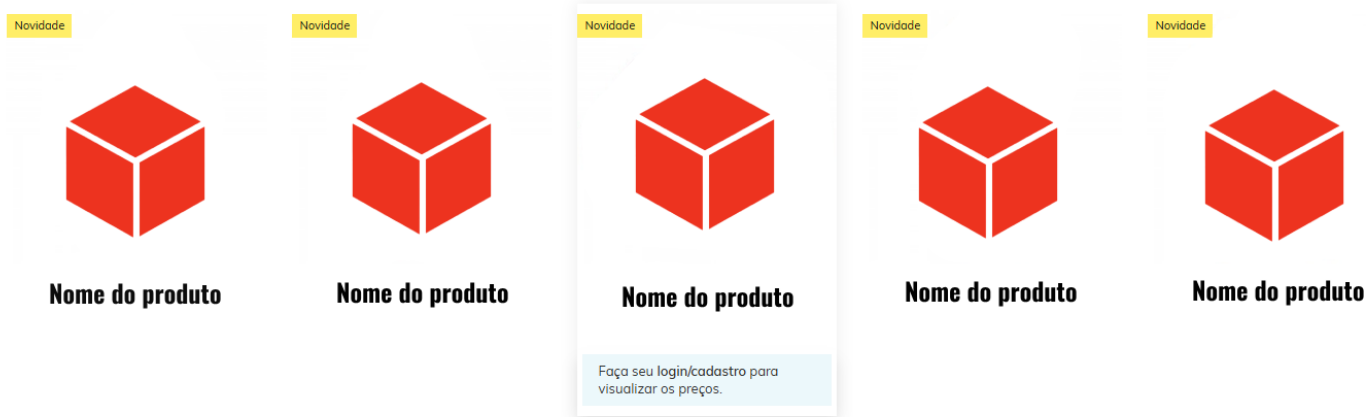 Novidade
Novidade
Novidade
Novidade
Novidade
Nome do produto
Nome do produto
Nome do produto
Nome do produto
Nome do produto
Faça seu login/cadastro para
visualizar os preços.